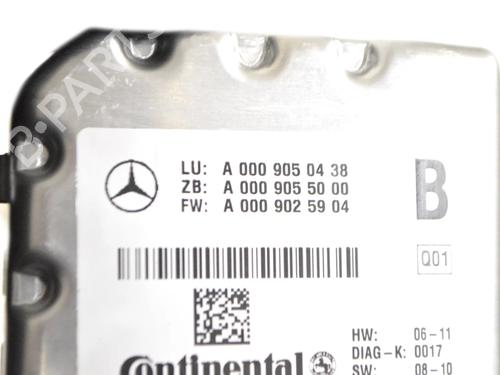 B-PARTS
LU: A 000 905 04 38
ZB: A 000 905 50 00
FW: A 000 902 59 04
B
Q01
HW: 06-11
DIAG-K: 0017
Continental
SW: 08-10